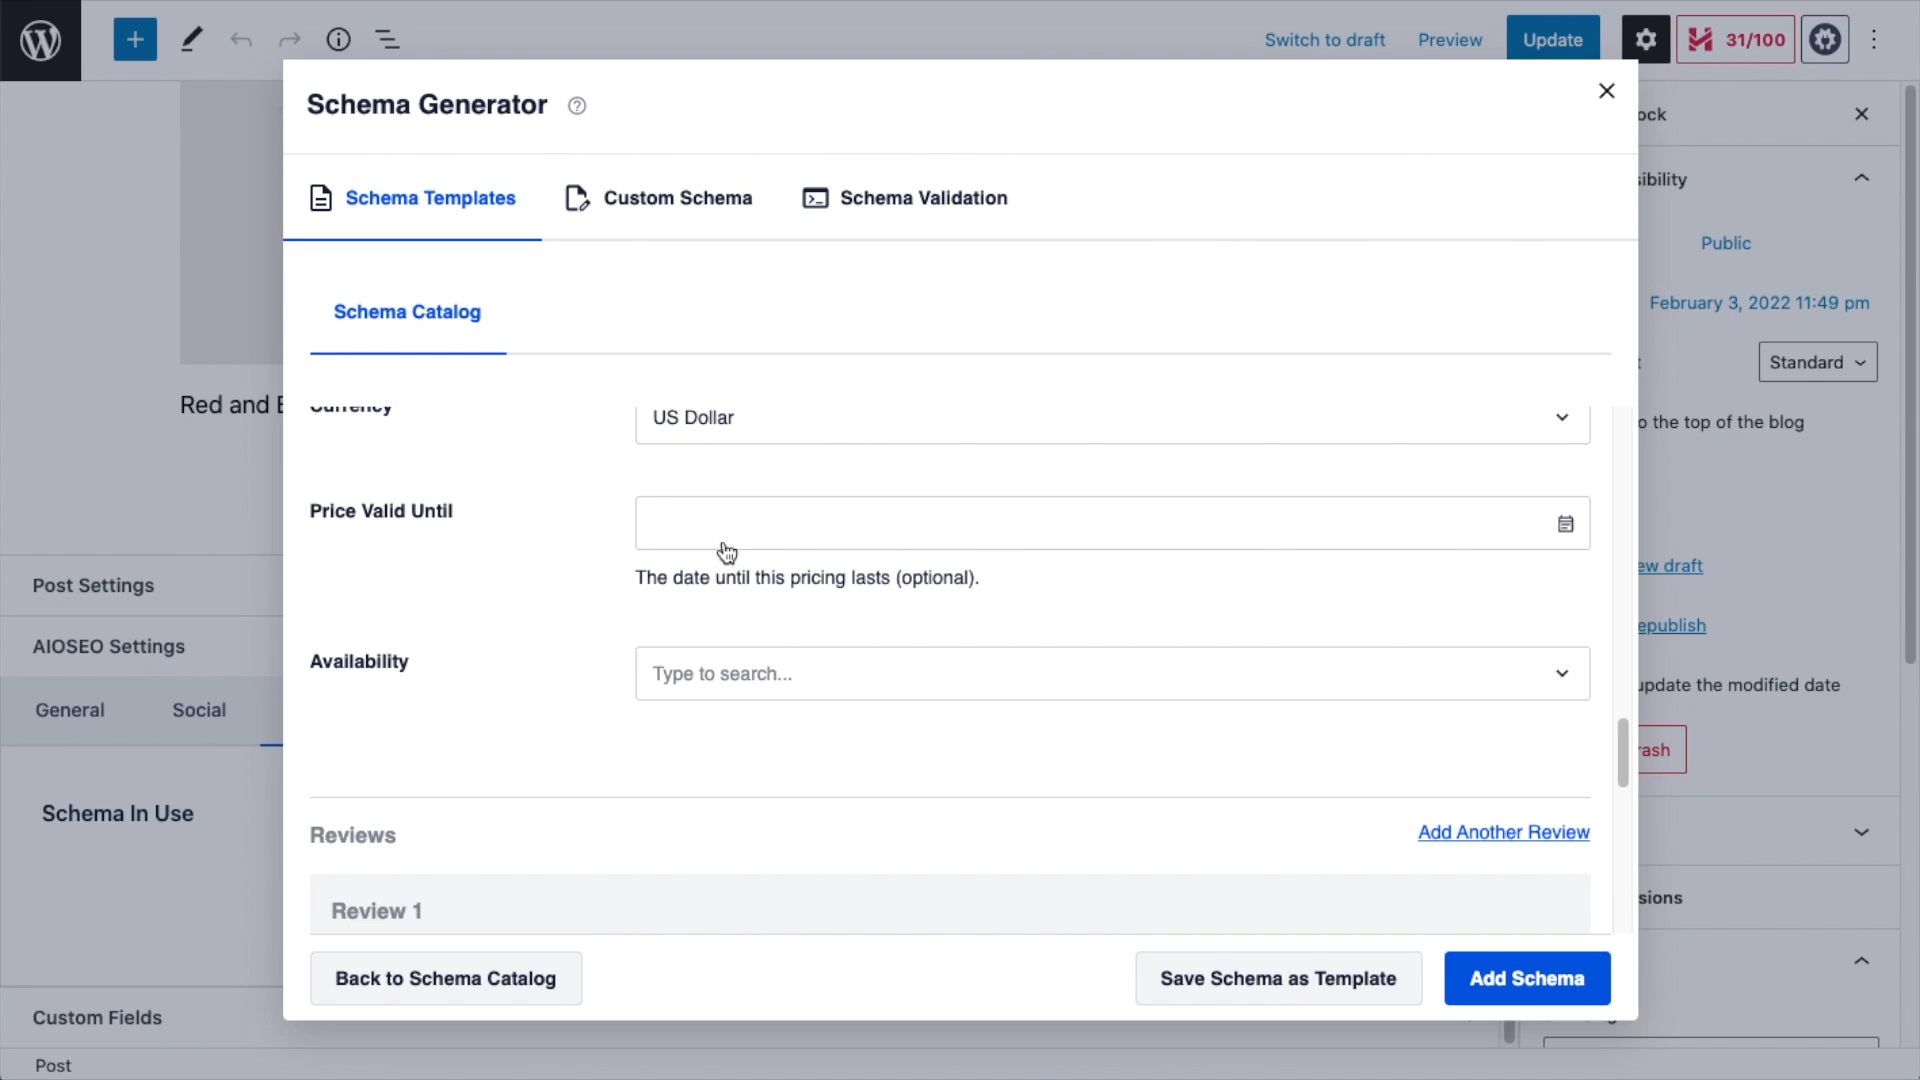 Switch to draft
Preview
Update
31/100
Schema Generator
Schema Templates
Custom Schema
Schema Validation
Schema Catalog
Currency
US Dollar
Price Valid Until
The date until this pricing lasts (optional).
Availability
Type to search...
Reviews
Add Another Review
Review 1
Back to Schema Catalog
Save Schema as Template
Add Schema
Red and
Post Settings
AIOSEO Settings
General
Social
Schema In Use
Custom Fields
Post
ock
ibility
Public
February 3, 2022 11:49 pm
t
Standard
o the top of the blog
ew draft
epublish
update the modified date
rash
sions